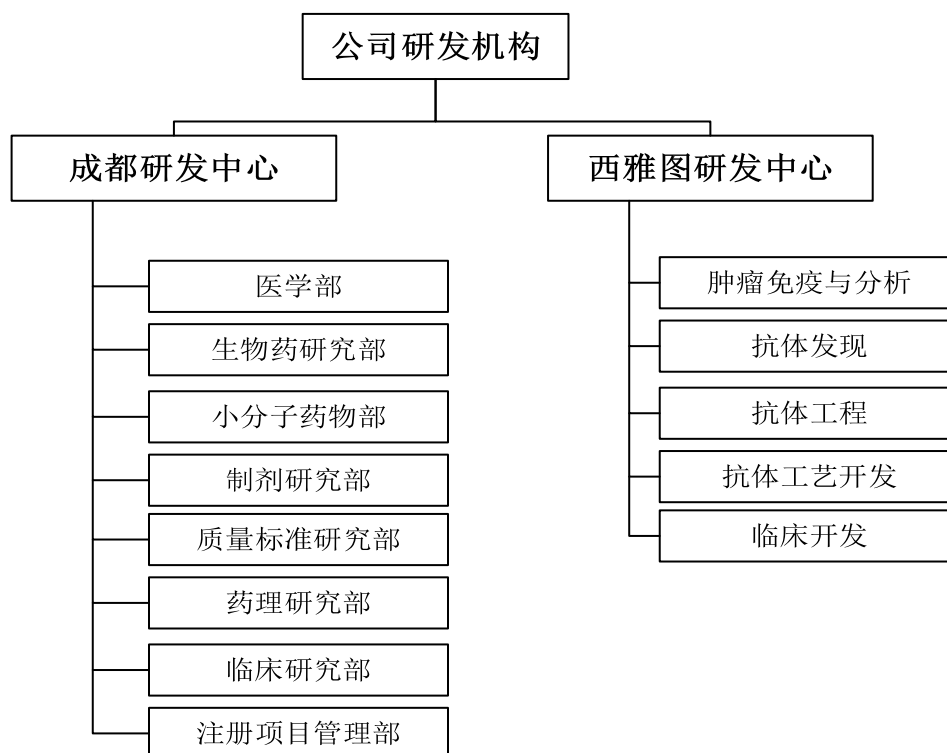 公司研发机构
成都研发中心
西雅图研发中心
医学部
生物药研究部
小分子药物部
制剂研究部
质量标准研究部
药理研究部
临床研究部
注册项目管理部
肿瘤免疫与分析
抗体发现
抗体工程
抗体工艺开发
临床开发